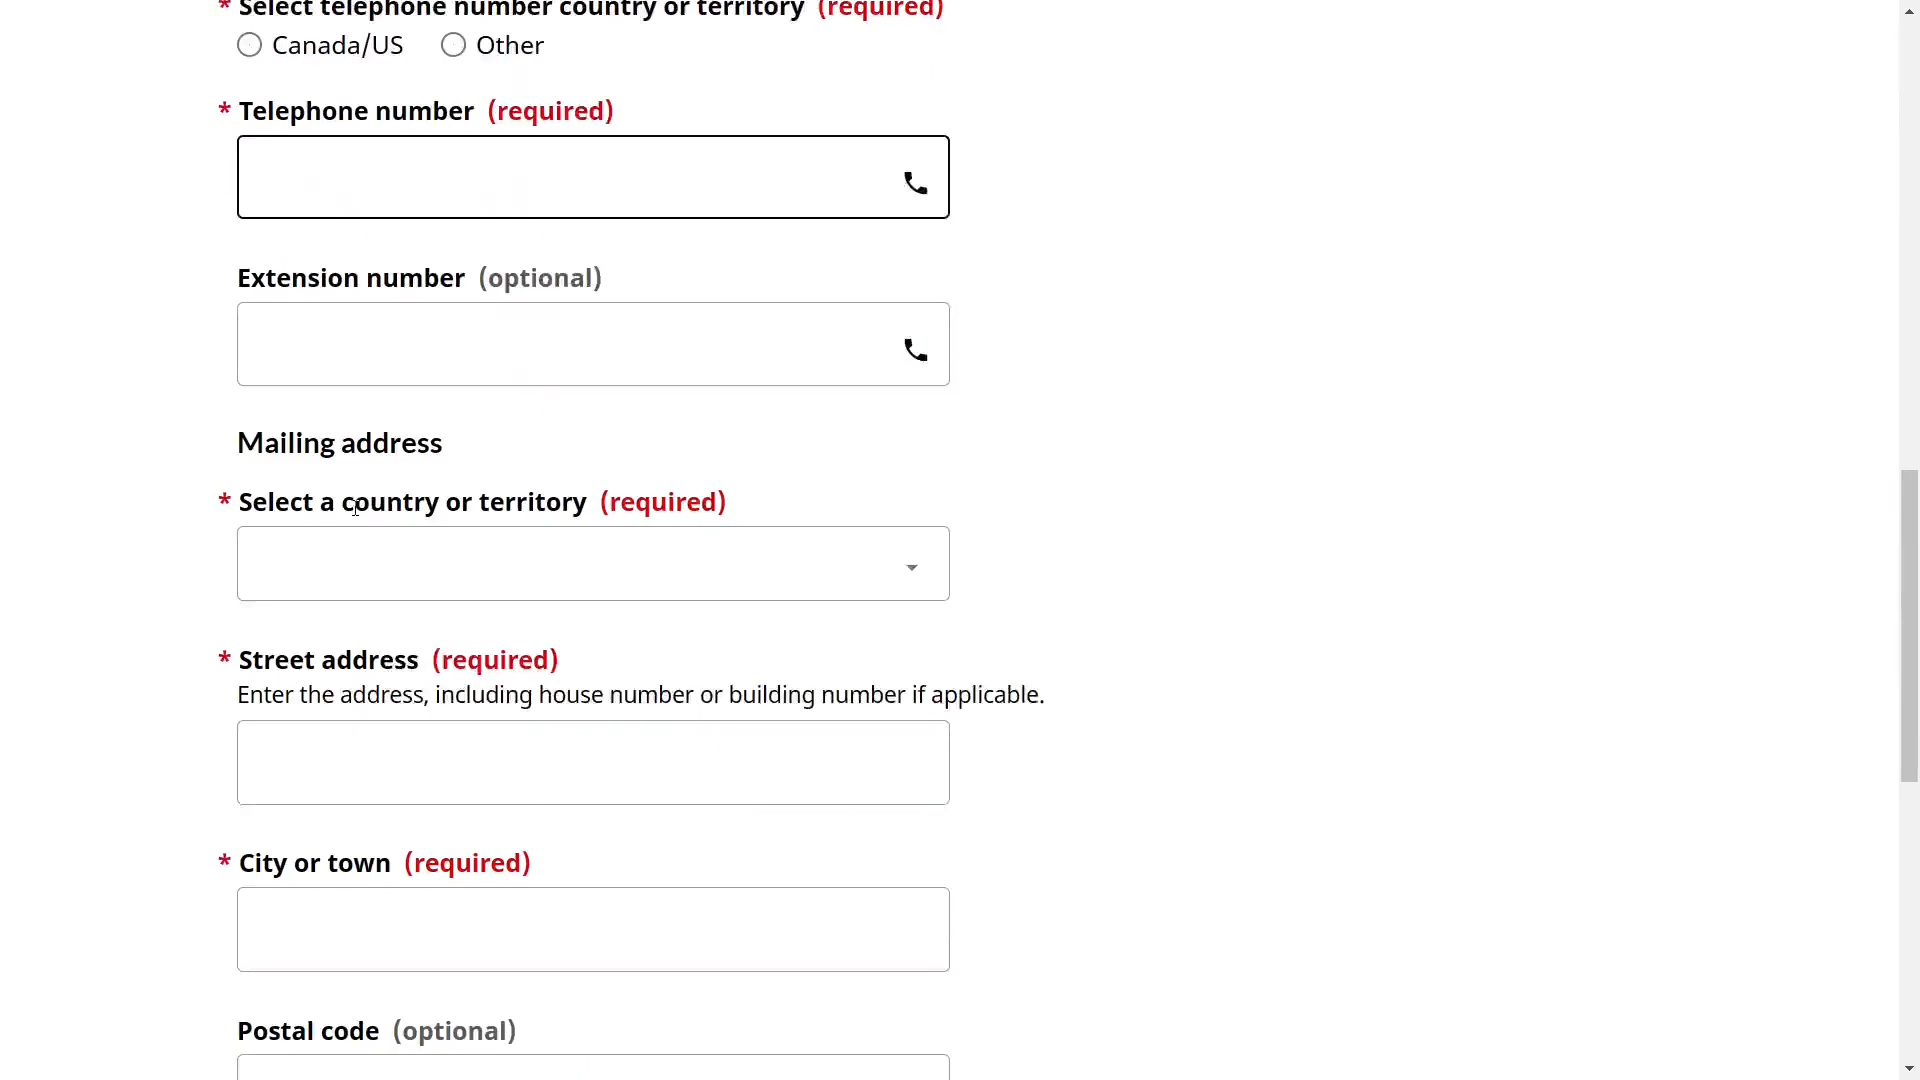 * Select telephone number country or territory (required)
Canada/US Other
* Telephone number (required)
Extension number (optional)
Mailing address
* Select a country or territory (required)
* Street address (required)
Enter the address, including house number or building number if applicable.
* City or town (required)
Postal code (optional)